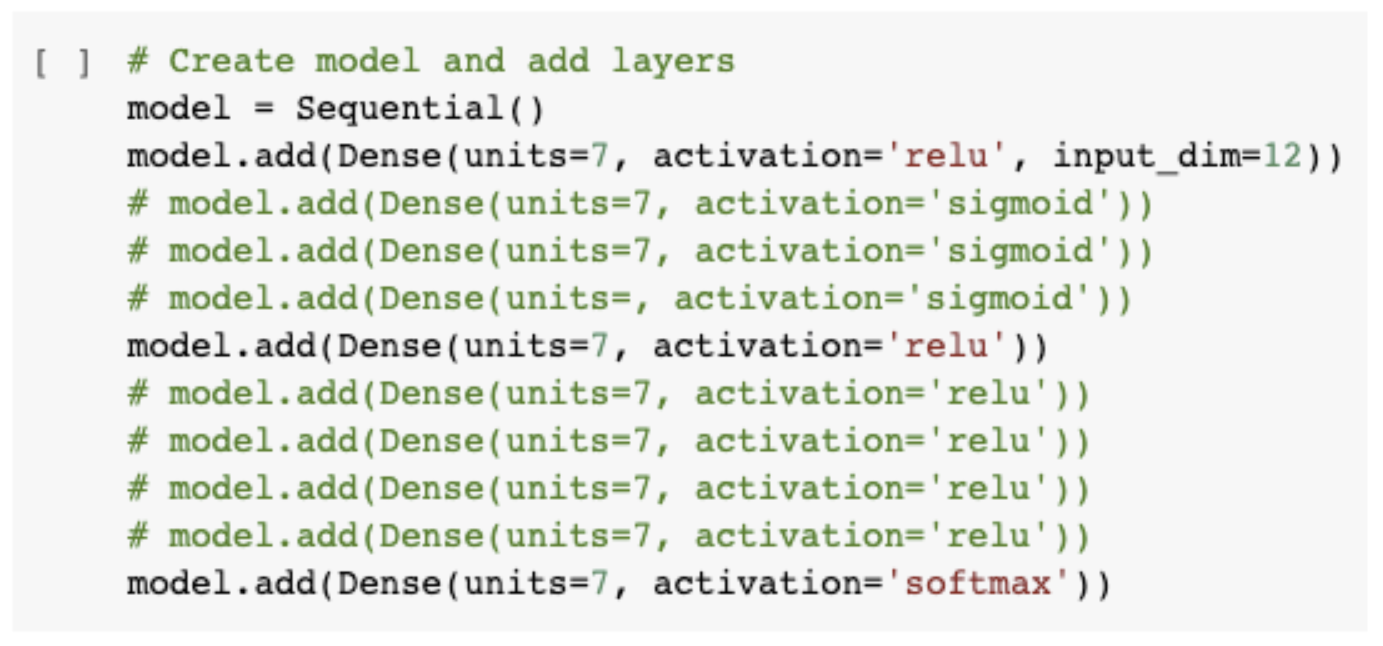 [ ] # Create model and add layers
model = Sequential()
model.add(Dense(units=7, activation='relu', input_dim=12))
# model.add(Dense(units=7, activation='sigmoid'))
# model.add(Dense(units=7, activation='sigmoid'))
# model.add(Dense(units=, activation='sigmoid'))
model.add(Dense(units=7, activation='relu'))
# model.add(Dense(units=7, activation='relu'))
# model.add(Dense(units=7, activation='relu'))
# model.add(Dense(units=7, activation='relu'))
# model.add(Dense(units=7, activation='relu'))
model.add(Dense(units=7, activation='softmax'))